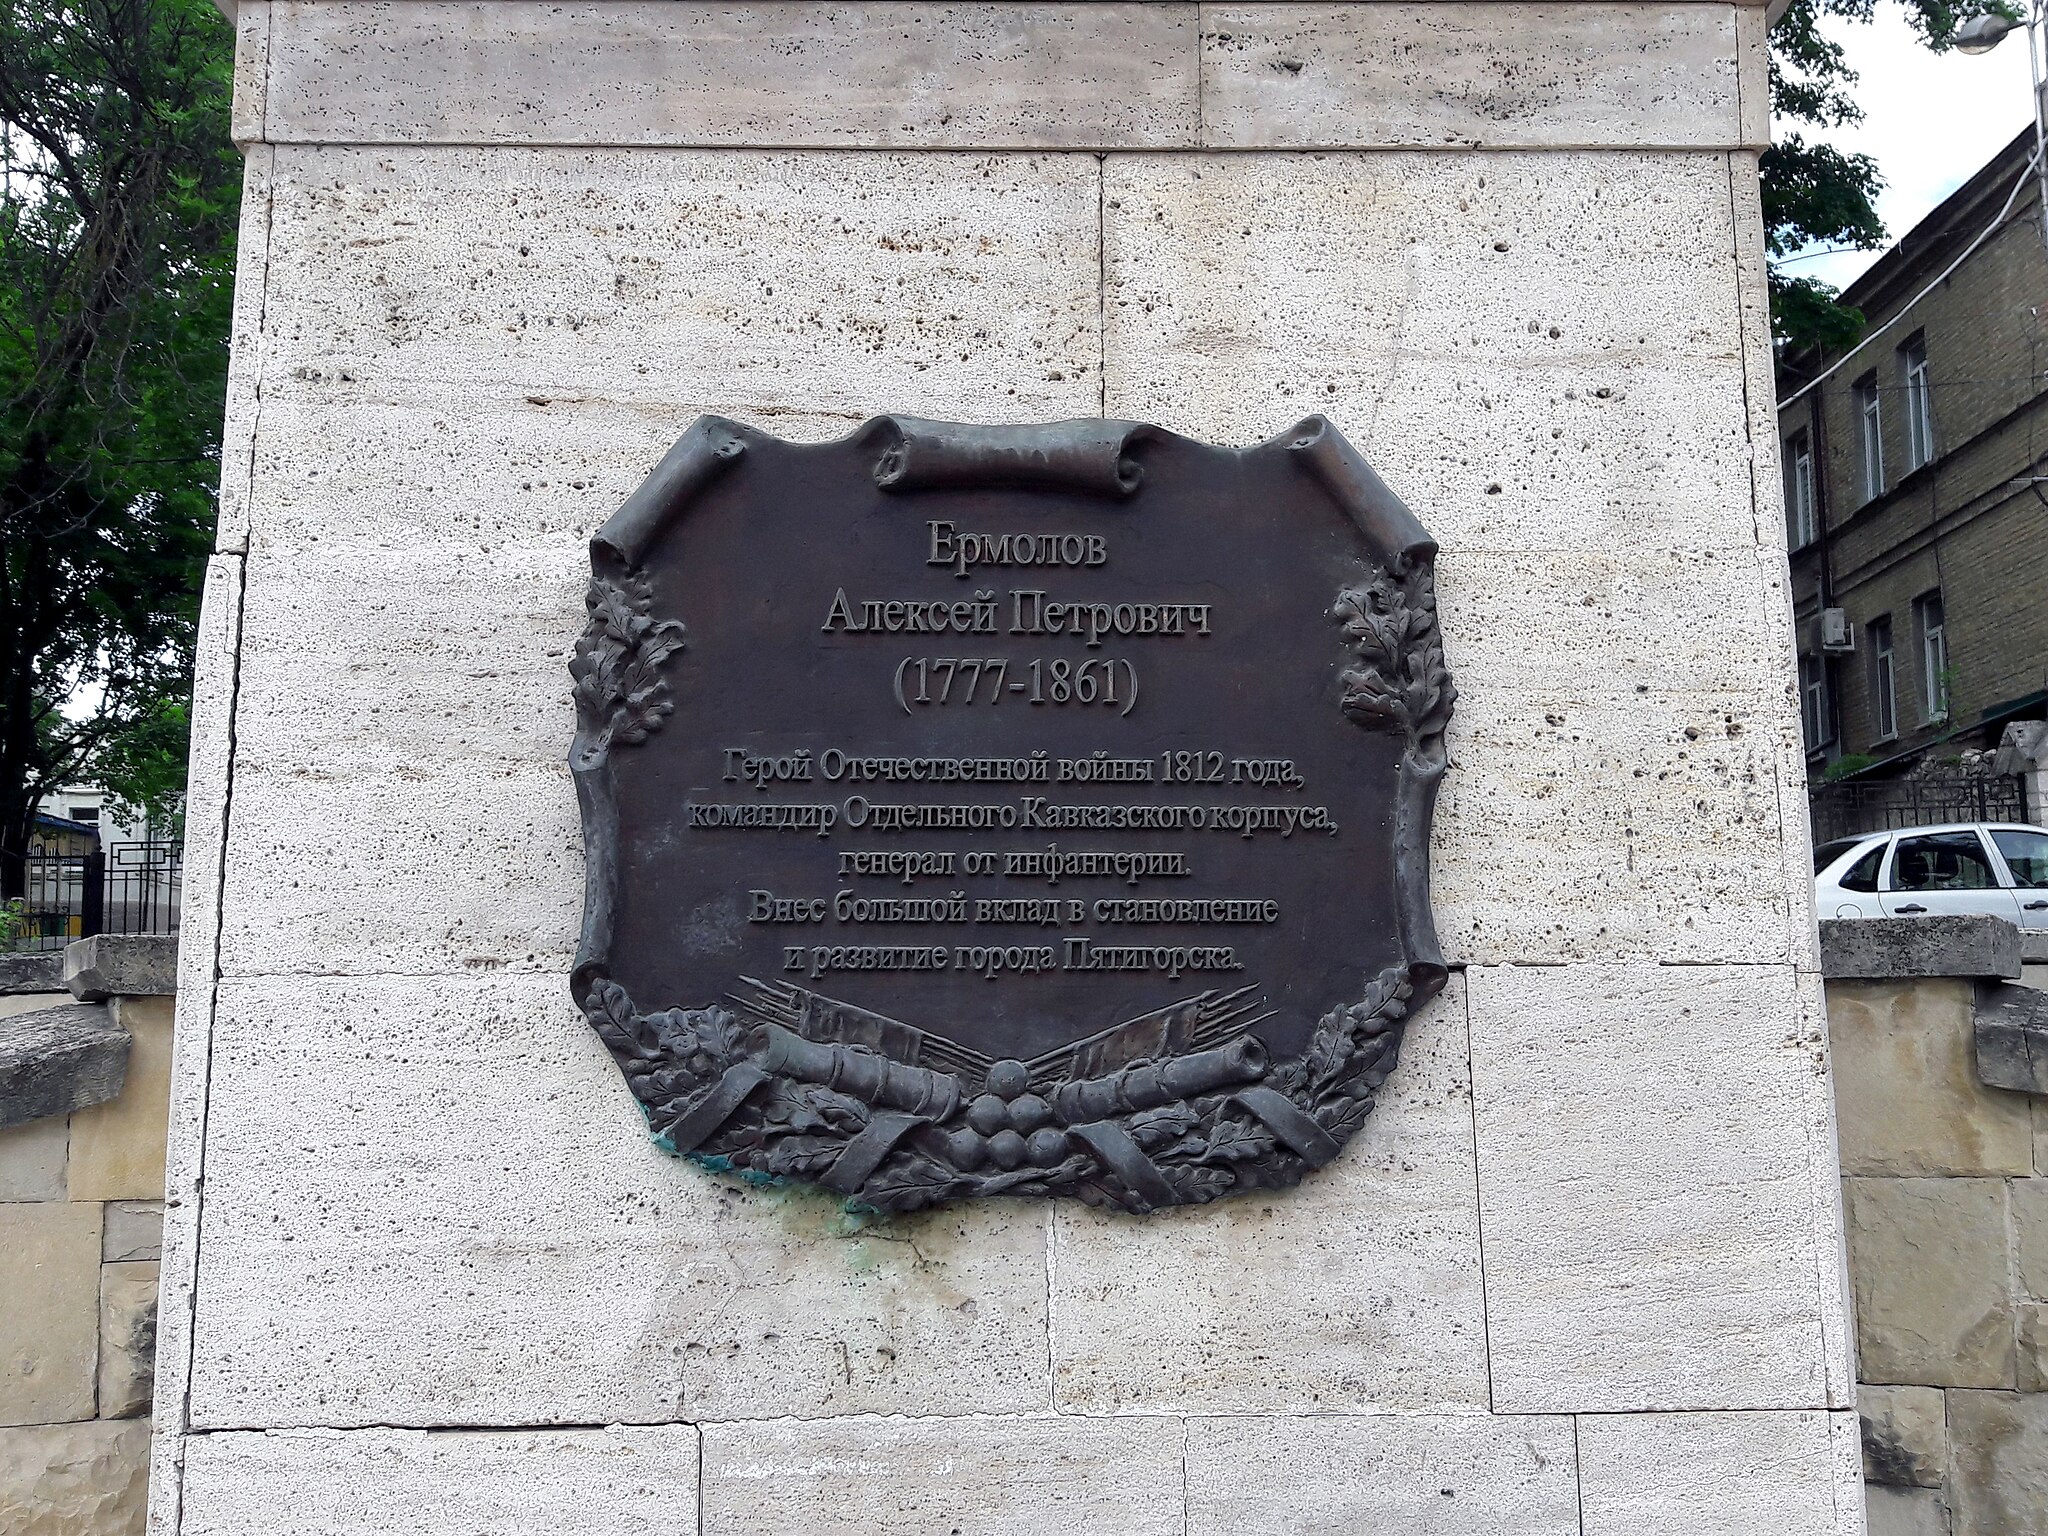 Ермолов
Алексей Петрович
(1777-1861)
Герой Отечественной войны 1812 года,
командир Отдельного Кавказского корпуса,
генерал от инфантерии.
Внес большой вклад в становление
и развитие города Пятигорска.